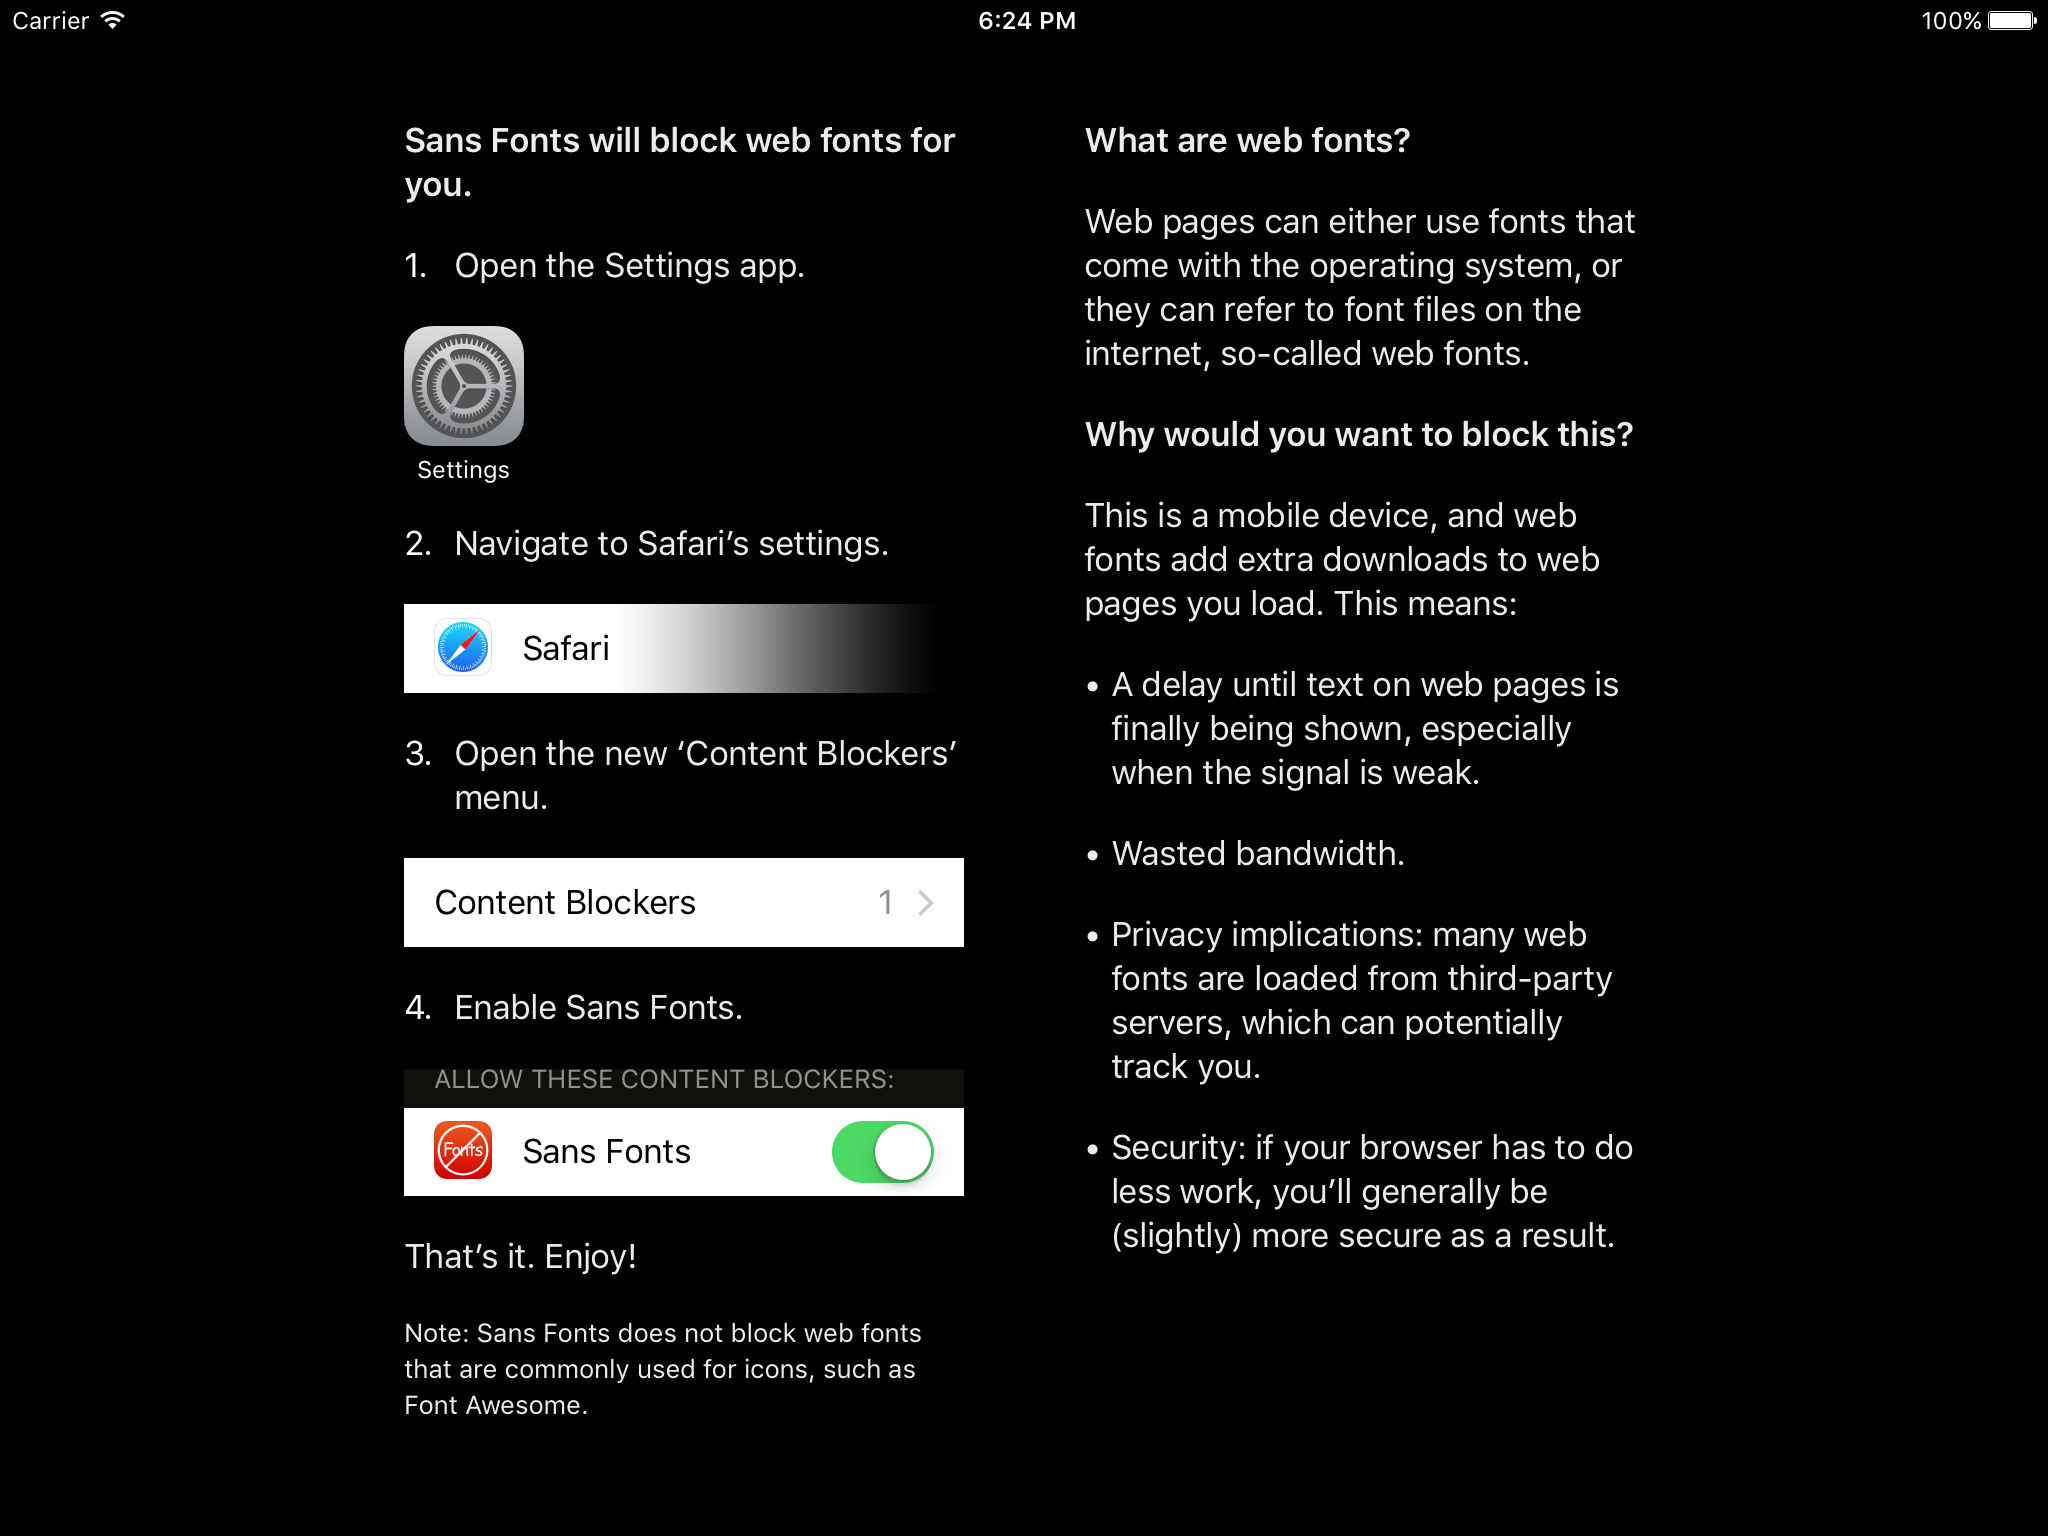 Carrier
6:24 PM
100%
Sans Fonts will block web fonts for
you.
1. Open the Settings app.
Settings
2. Navigate to Safari’s settings.
Safari
3. Open the new ‘Content Blockers’
menu.
Content Blockers 1
4. Enable Sans Fonts.
ALLOW THESE CONTENT BLOCKERS:
Fonts
Sans Fonts
That’s it. Enjoy!
Note: Sans Fonts does not block web fonts
that are commonly used for icons, such as
Font Awesome.
What are web fonts?
Web pages can either use fonts that
come with the operating system, or
they can refer to font files on the
internet, so-called web fonts.
Why would you want to block this?
This is a mobile device, and web
fonts add extra downloads to web
pages you load. This means:
• A delay until text on web pages is
finally being shown, especially
when the signal is weak.
• Wasted bandwidth.
• Privacy implications: many web
fonts are loaded from third-party
servers, which can potentially
track you.
• Security: if your browser has to do
less work, you’ll generally be
(slightly) more secure as a result.